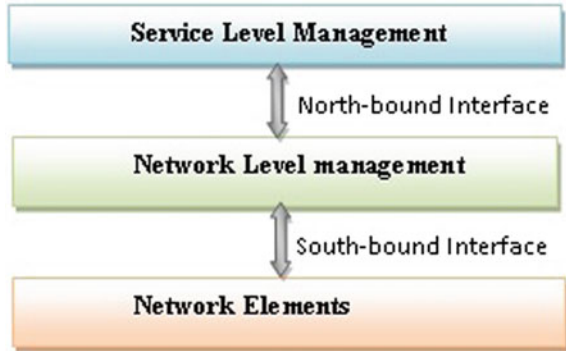 Service Level Management
North-bound Interface
Network Level management
South-bound Interface
Network Elements